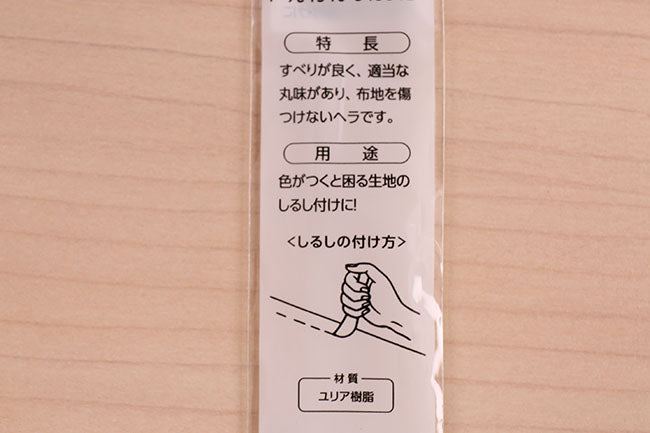 特長
すべりが良く、適当な
丸味があり、布地を傷
つけないヘラです。
用途
色がつくと困る生地の
しるし付けに!
＜しるしの付け方＞
材質
ユリア樹脂